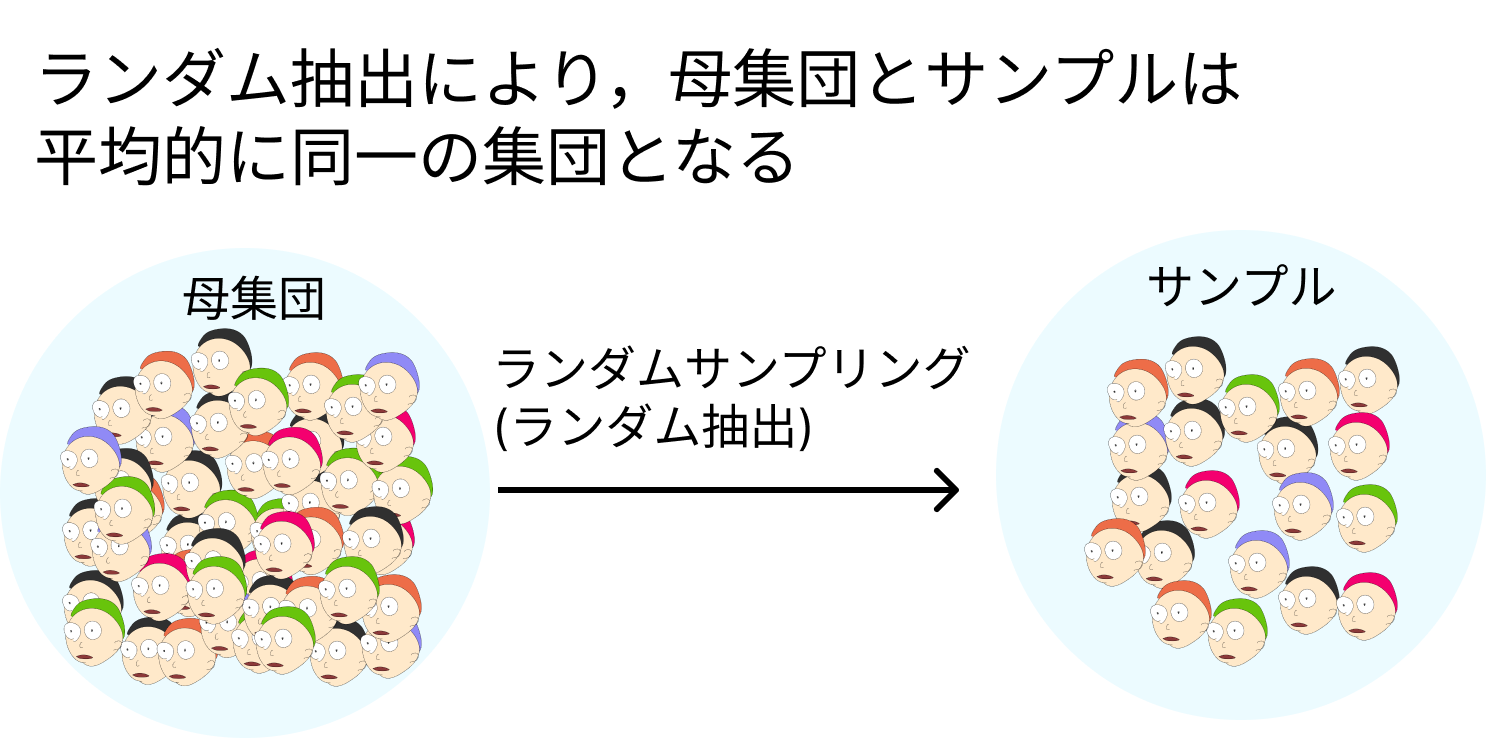 ランダム抽出により，母集団とサンプルは
平均的に同一の集団となる
母集団
サンプル
ランダムサンプリング
(ランダム抽出)